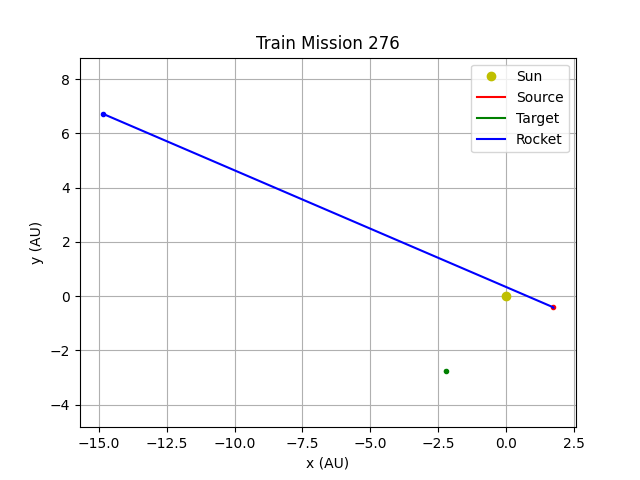 Train Mission 276
Sun
Source
Target
Rocket
8
6
4
2
0
−2
−4
y (AU)
−15.0 −12.5 −10.0 −7.5 −5.0 −2.5 0.0 2.5
x (AU)